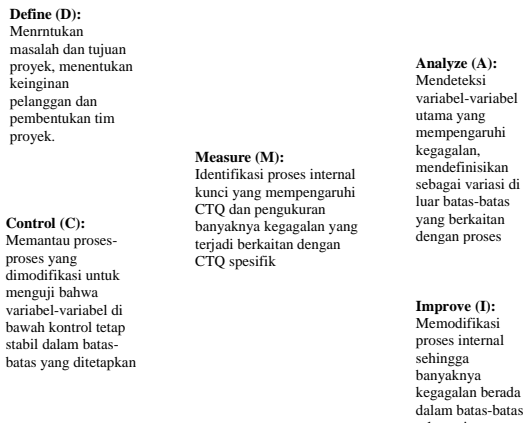 Define (D):
Menrntukan
masalah dan tujuan
proyek, menentukan
keinginan
pelanggan dan
pembentukan tim
proyek.
Measure (M):
Identifikasi proses internal
kunci yang mempengaruhi
CTQ dan pengukuran
banyaknya kegagalan yang
terjadi berkaitan dengan
CTQ spesifik
Analyze (A):
Mendeteksi
variabel-variabel
utama yang
mempengaruhi
kegagalan,
mendefinisikan
sebagai variasi di
luar batas-batas
yang berkaitan
dengan proses
Improve (I):
Memodifikasi
proses internal
sehingga
banyaknya
kegagalan berada
dalam batas-batas
Control (C):
Memantau proses-
proses yang
dimodifikasi untuk
menguji bahwa
variabel-variabel di
bawah kontrol tetap
stabil dalam batas-
batas yang ditetapkan